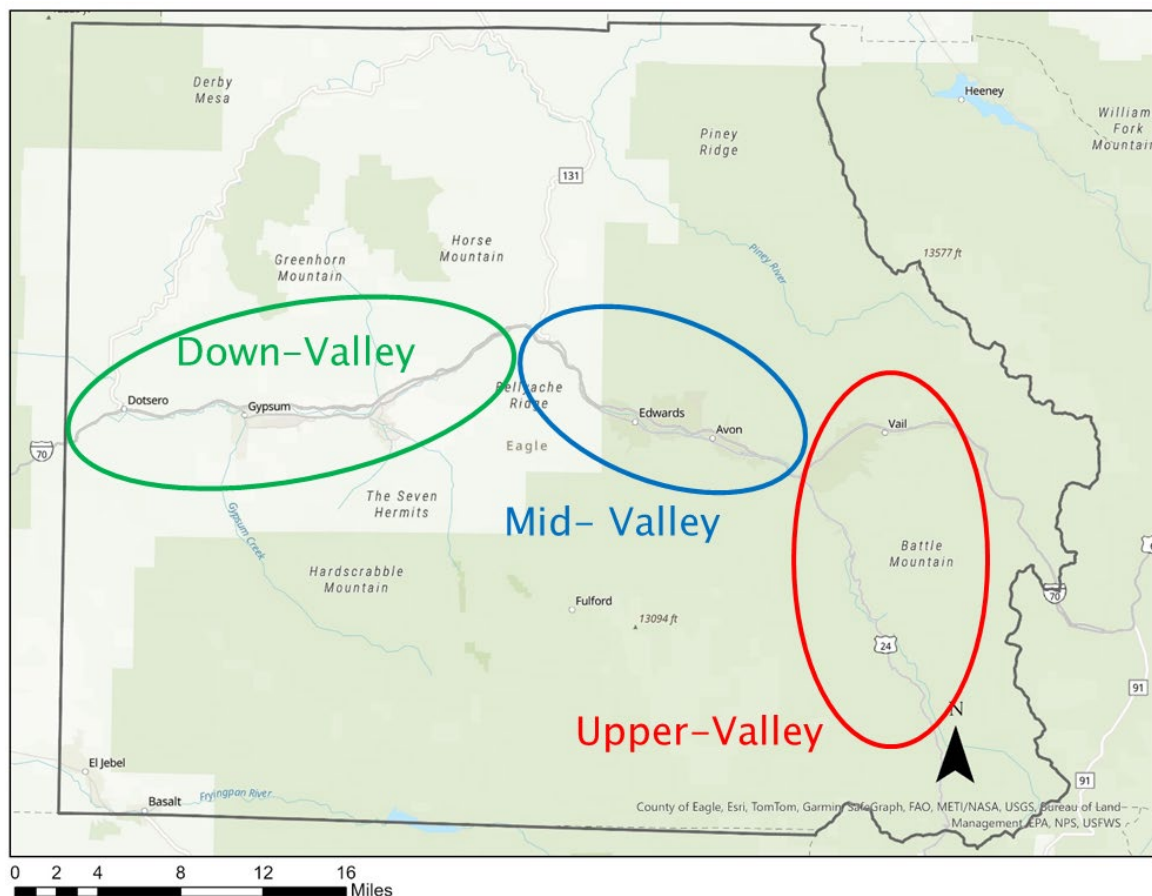 Derby
Mesa
Heeney
Williams
Fork
Mountain
Piney
Ridge
131
Horse
Mountain
Greenhorn
Mountain
13577 ft
Piney River
Down-Valley
Bellyache
Ridge
Dotsero
Gypsum
Edwards
Avon
Vail
Eagle
70
The Seven
Hermits
Mid- Valley
Gypsum Creek
Battle
Mountain
Hardscrabble
Mountain
Fulford
13094 ft
70
24
91
N
Upper-Valley
El Jebel
91
Basalt
Fryingpan River
County of Eagle, Esri, TomTom, Garmin, SafeGraph, FAO, METI/NASA, USGS, Bureau of Land
Management, EPA, NPS, USFWS
0 2 4 8 12 16
Miles